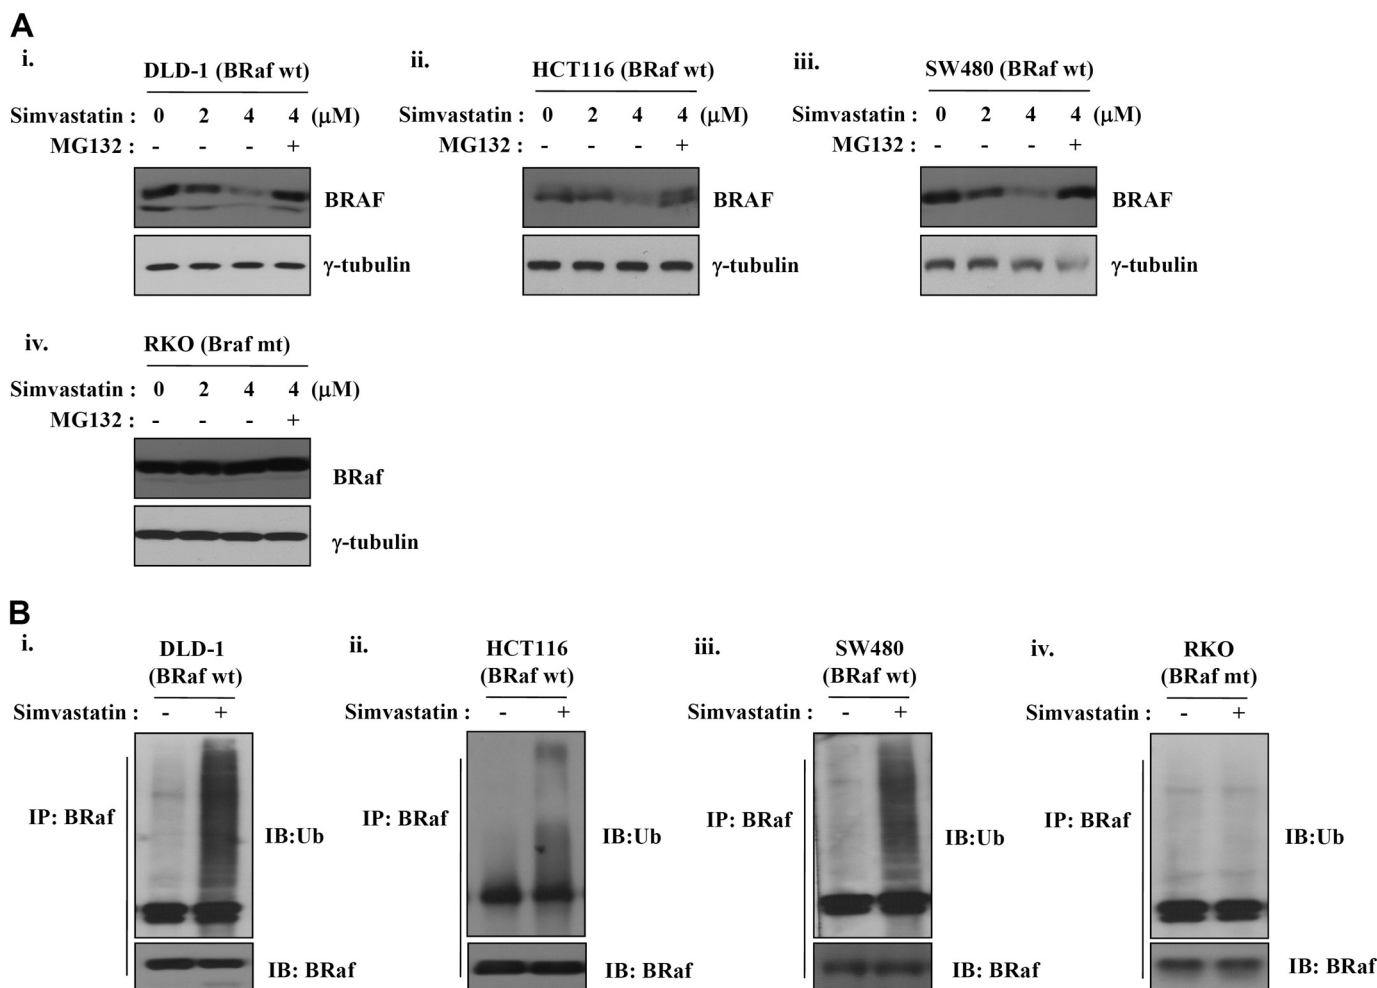 A
i.
DLD-1 (BRaf wt)
Simvastatin : 0 2 4 4 (μM)
MG132 : - - - +
BRAF
γ-tubulin
ii.
HCT116 (BRaf wt)
Simvastatin : 0 2 4 4 (μM)
MG132 : - - - +
BRAF
γ-tubulin
iii.
SW480 (BRaf wt)
Simvastatin : 0 2 4 4 (μM)
MG132 : - - - +
BRAF
γ-tubulin
iv.
RKO (Braf mt)
Simvastatin : 0 2 4 4 (μM)
MG132 : - - - +
BRaf
γ-tubulin
B
i.
DLD-1
(BRaf wt)
Simvastatin : - +
IP: BRaf
IB:Ub
IB: BRaf
ii.
HCT116
(BRaf wt)
Simvastatin : - +
IP: BRaf
IB:Ub
IB: BRaf
iii.
SW480
(BRaf wt)
Simvastatin : - +
IP: BRaf
IB:Ub
IB: BRaf
iv.
RKO
(BRaf mt)
Simvastatin : - +
IP: BRaf
IB:Ub
IB: BRaf